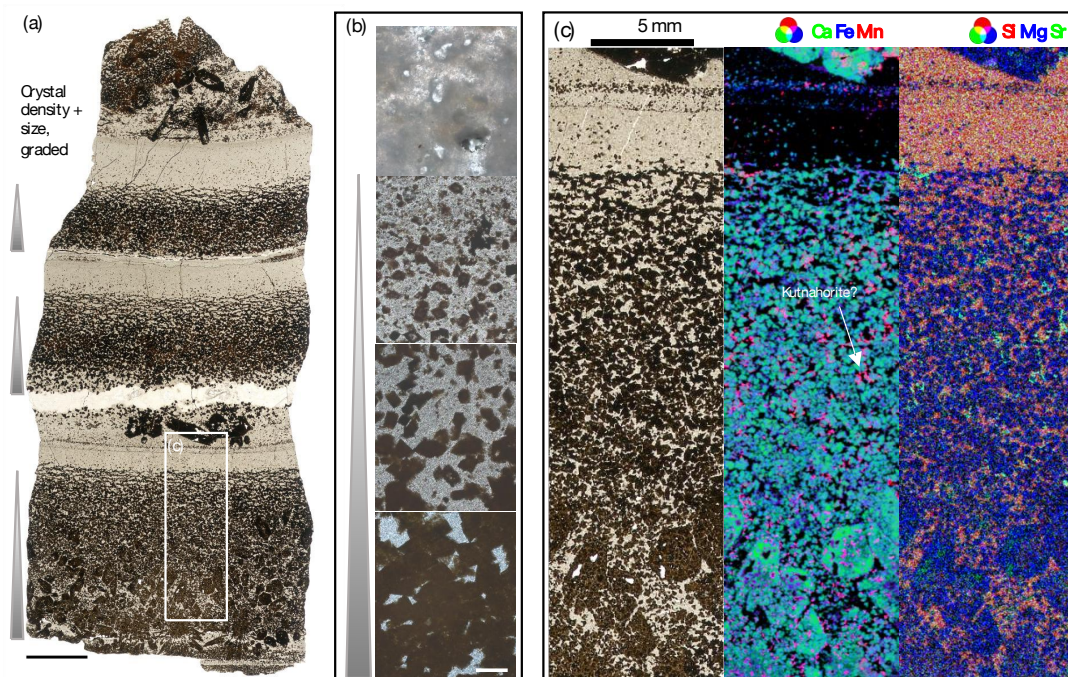 (a)
Crystal
density +
size,
graded
(c)
(b)
(c)
5 mm
Ca Fe Mn
Si Mg Sr
Kutnahorite?